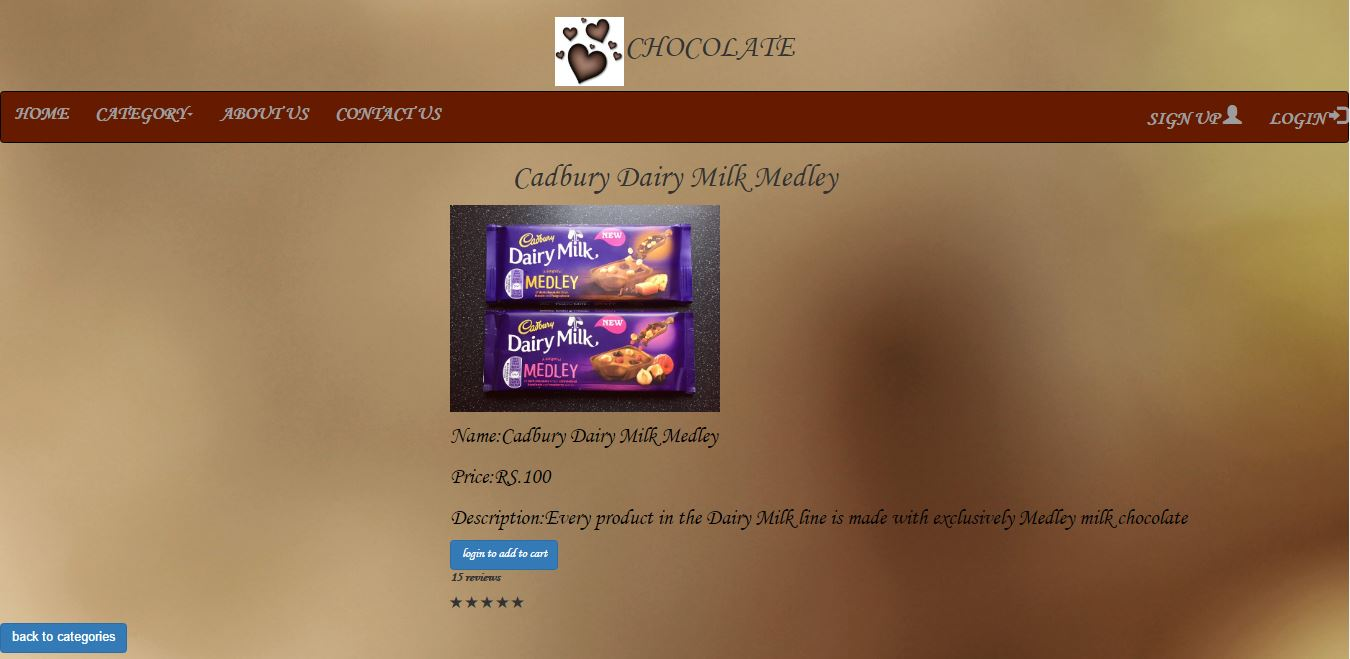 CHOCOLATE
HOME CATEGORY ABOUT US CONTACT US SIGN UP LOGIN
Cadbury Dairy Milk Medley
Cadbury
NEW
Dairy Milk
MEDLEY
Cadbury
NEW
Dairy Milk
MEDLEY
Name:Cadbury Dairy Milk Medley
Price:RS.100
Description:Every product in the Dairy Milk line is made with exclusively Medley milk chocolate
login to add to cart
15 reviews
back to categories